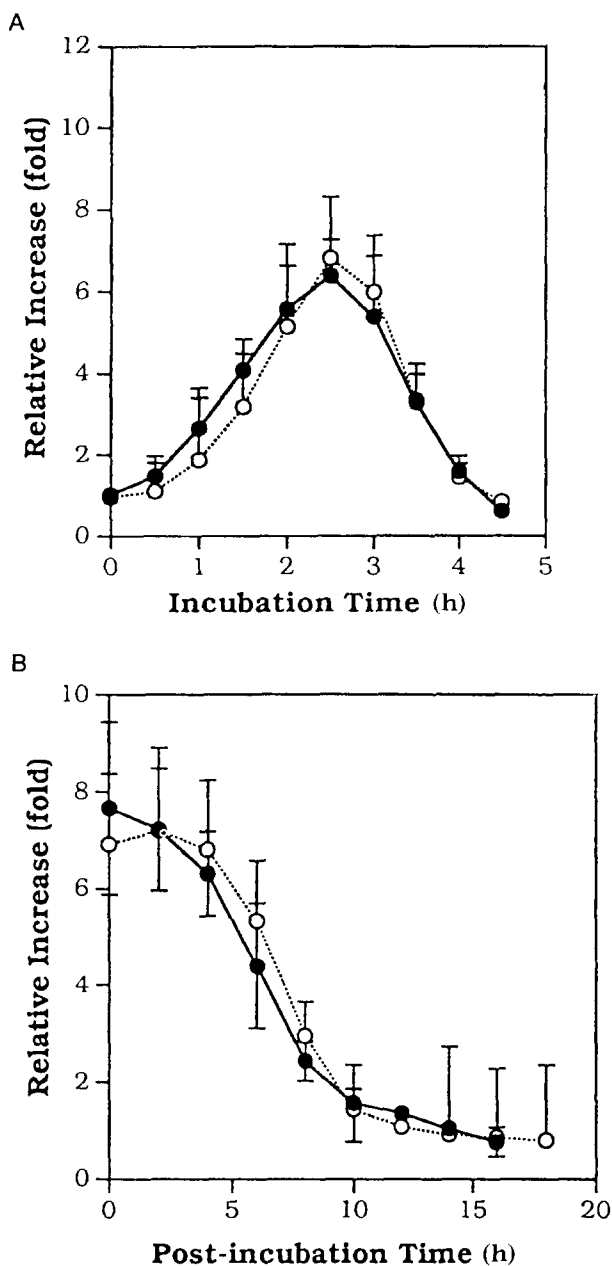 A
12
10
8
6
4
2
0
Relative Increase (fold)
0 1 2 3 4 5
Incubation Time (h)
B
10
8
6
4
2
0
Relative Increase (fold)
0 5 10 15 20
Post-incubation Time (h)